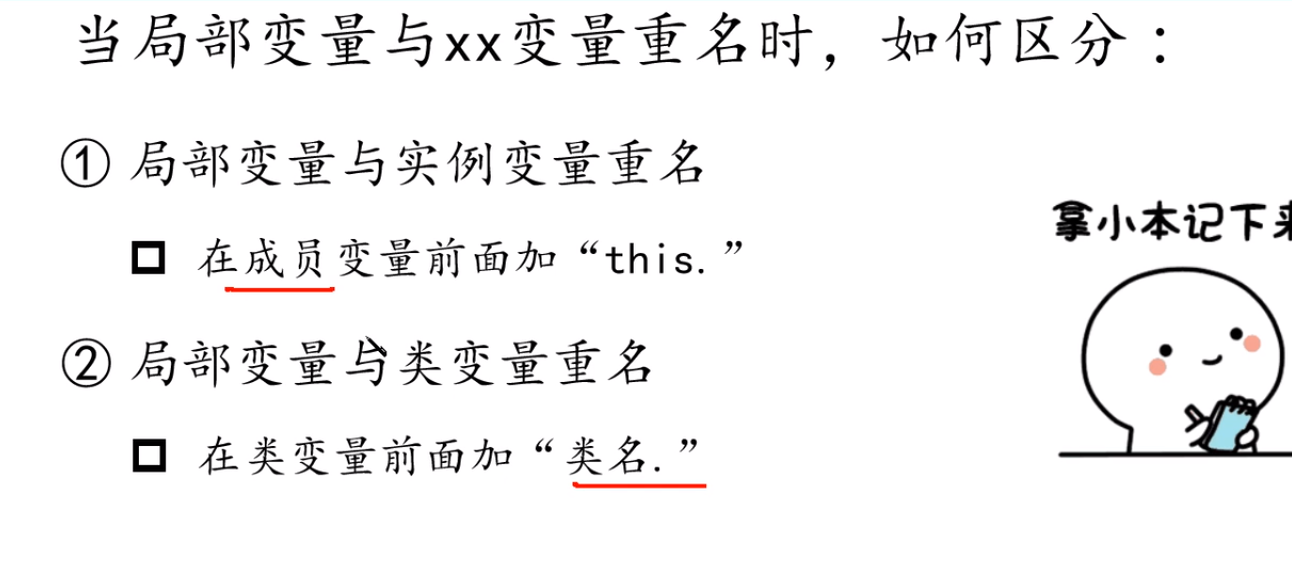 当局部变量与xx变量重名时，如何区分：
① 局部变量与实例变量重名
在成员变量前面加“this.”
拿小本记下来
② 局部变量与类变量重名
在类变量前面加“类名.”